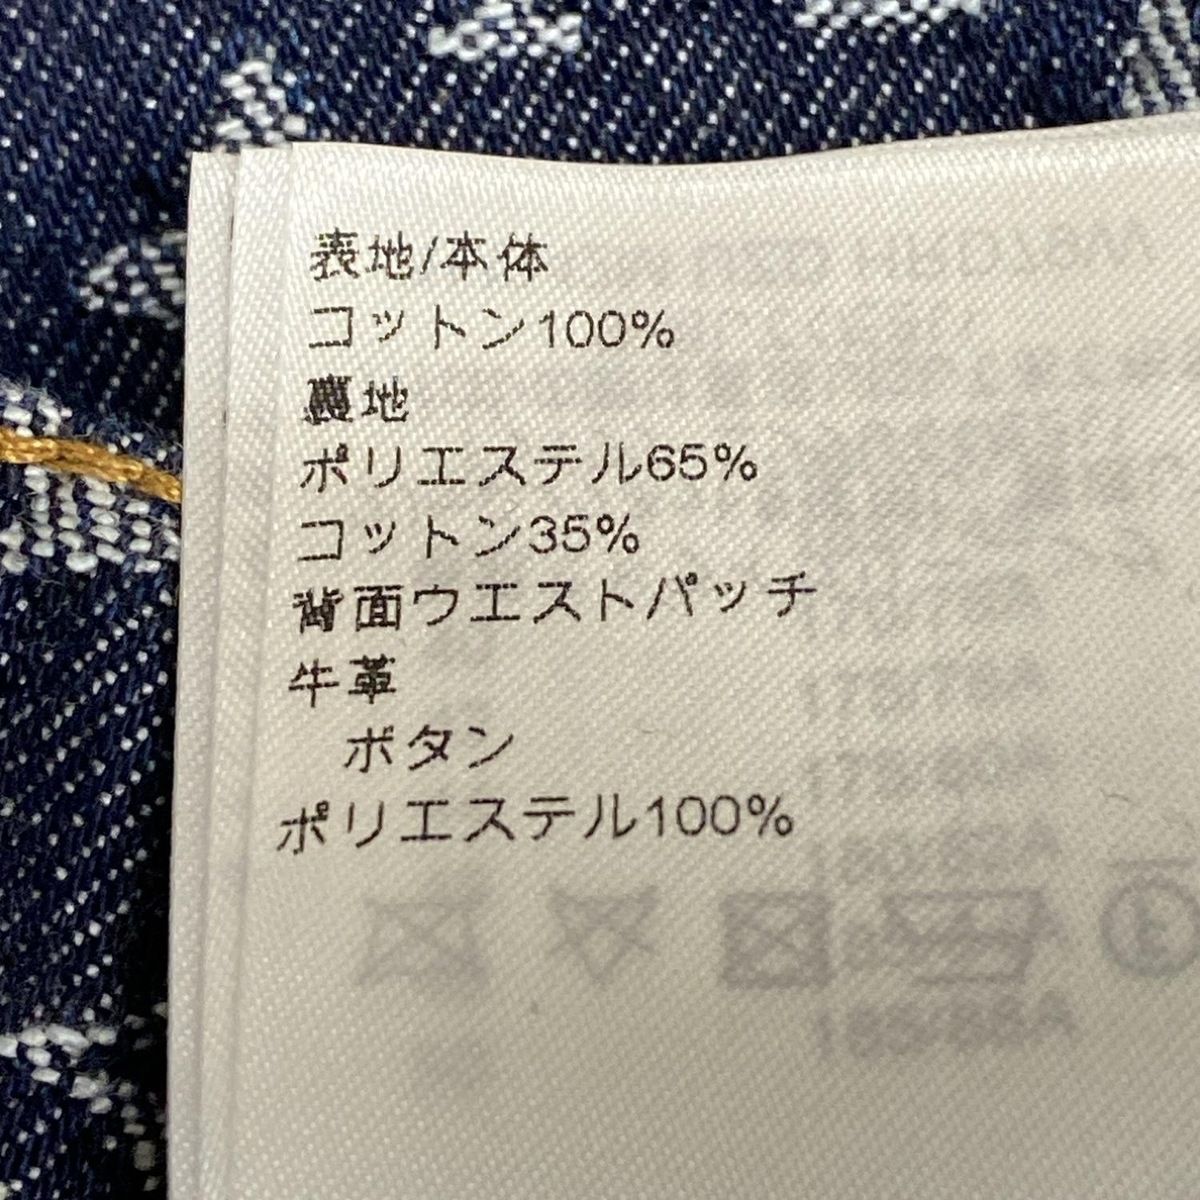 表地/本体
コットン100%
裏地
ポリエステル65%
コットン35%
背面ウエストパッチ
牛革
ボタン
ポリエステル100%